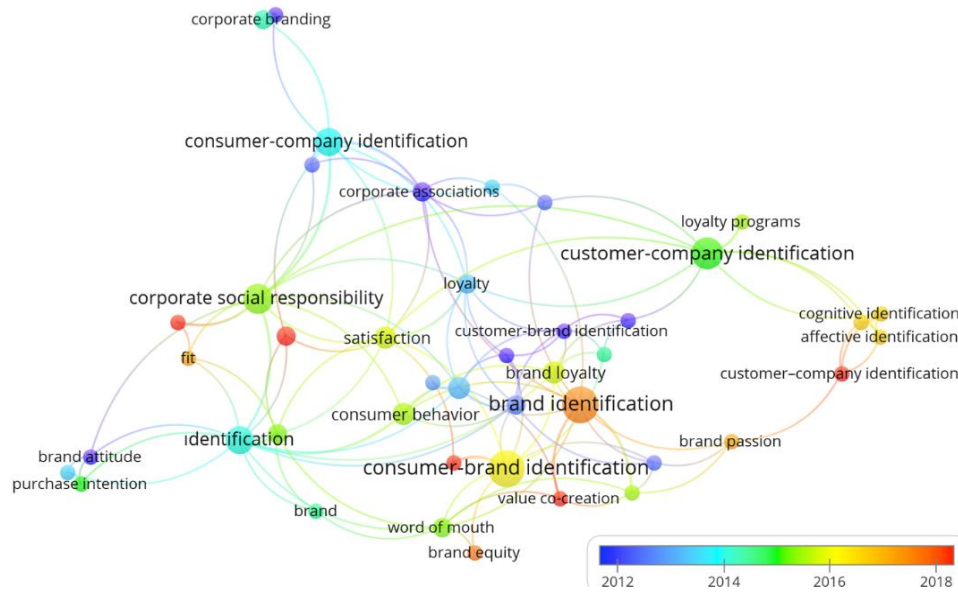 corporate branding
consumer-company identification
corporate associations
loyalty programs
customer-company identification
loyalty
corporate social responsibility
cognitive identification
customer-brand identification
satisfaction
affective identification
fit
brand loyalty
customer–company identification
brand identification
consumer behavior
identification
brand passion
brand attitude
consumer-brand identification
purchase intention
value co-creation
brand
word of mouth
brand equity
2012 2014 2016 2018